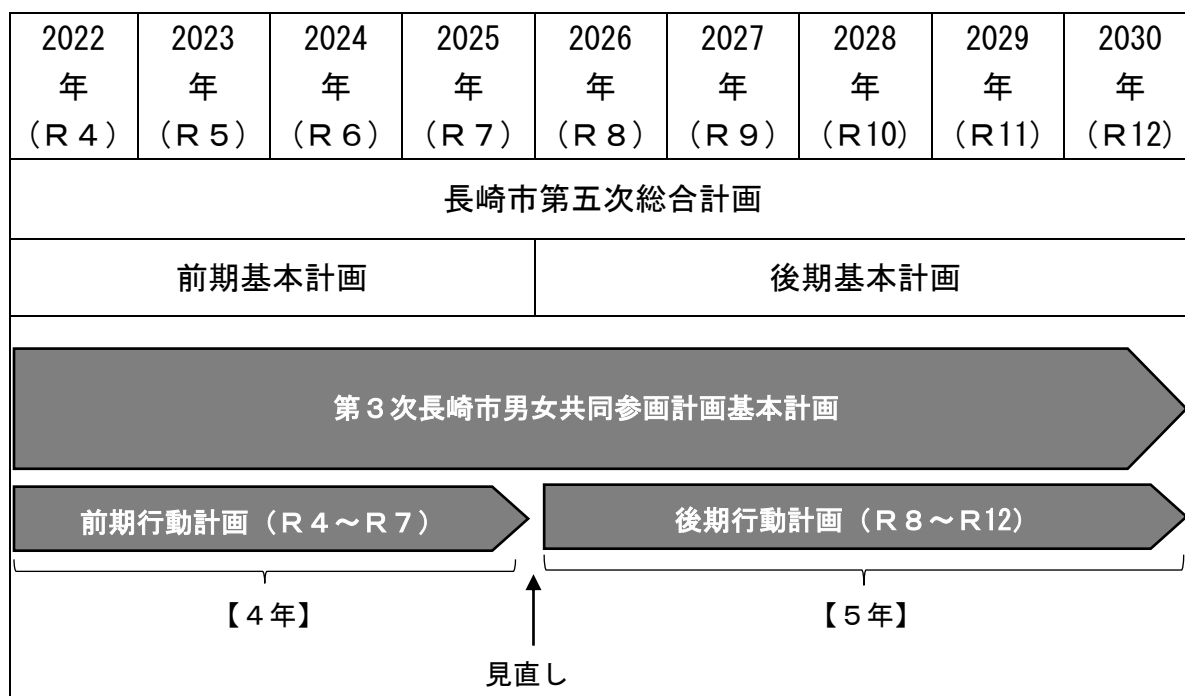 2022 2023 2024 2025 2026 2027 2028 2029 2030
年 年 年 年 年 年 年 年 年
（Ｒ４） （Ｒ５） （Ｒ６） （Ｒ７） （Ｒ８） （Ｒ９） （Ｒ10） （Ｒ11） （Ｒ12）
長崎市第五次総合計画
前期基本計画 後期基本計画
第３次長崎市男女共同参画計画基本計画
前期行動計画（Ｒ４～Ｒ７） 後期行動計画（Ｒ８～Ｒ12）
【４年】 【５年】
見直し